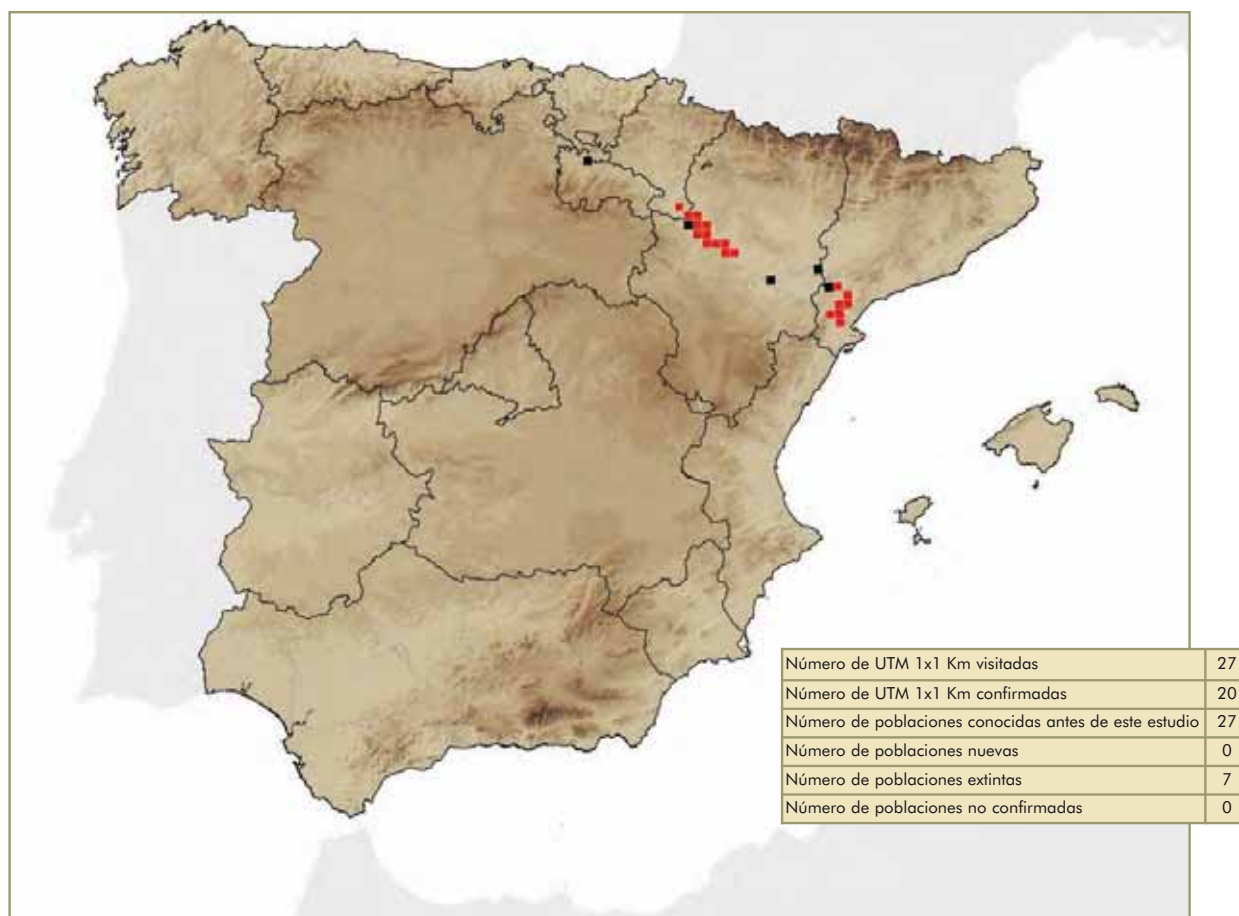 Número de UTM 1x1 Km visitadas 27
Número de UTM 1x1 Km confirmadas 20
Número de poblaciones conocidas antes de este estudio 27
Número de poblaciones nuevas 0
Número de poblaciones extintas 7
Número de poblaciones no confirmadas 0